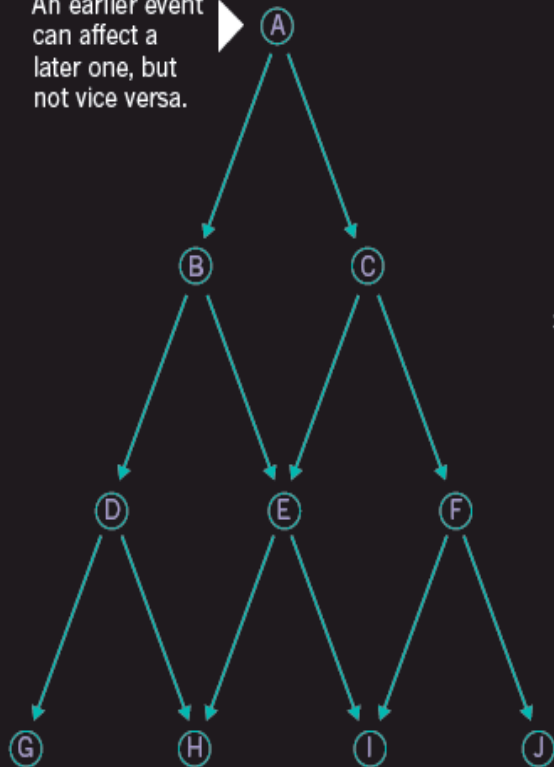 An earlier event
can affect a
later one, but
not vice versa.
A
B C
D E F
G H I J